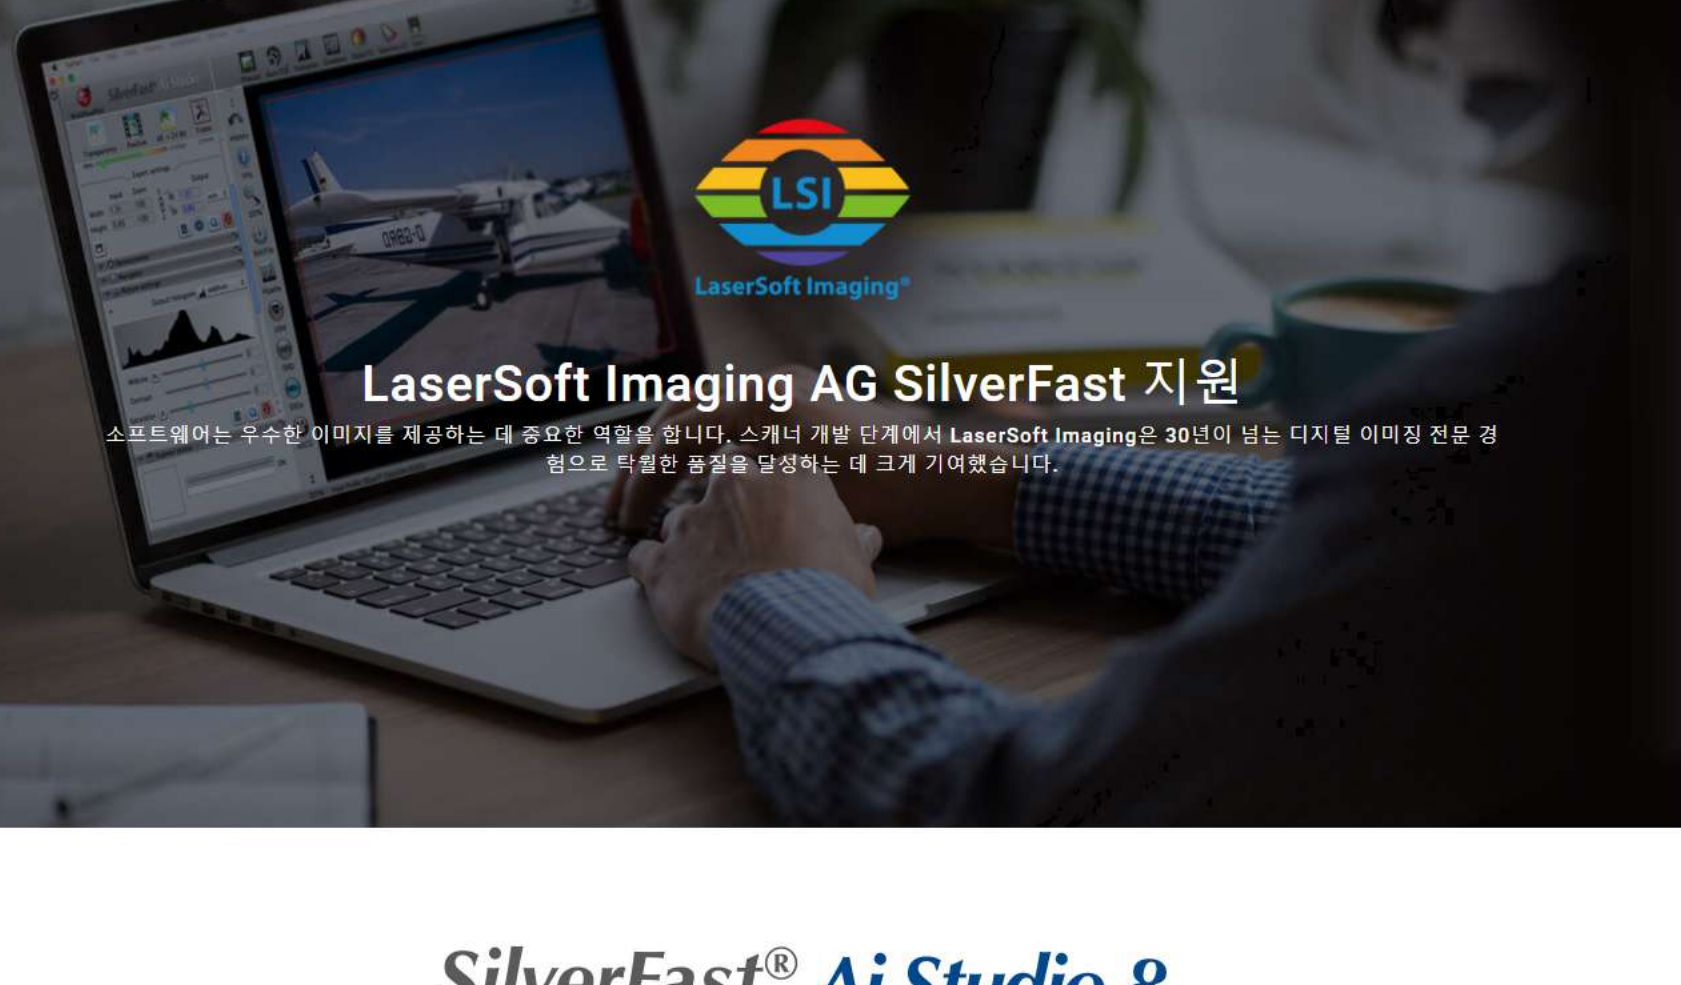 SilverFast® Ai Studio
D-GBRD
LSI
LaserSoft Imaging®
LaserSoft Imaging AG SilverFast 지원
소프트웨어는 우수한 이미지를 제공하는 데 중요한 역할을 합니다. 스캐너 개발 단계에서 LaserSoft Imaging은 30년이 넘는 디지털 이미징 전문 경
험으로 탁월한 품질을 달성하는 데 크게 기여했습니다.
SilverFast® Ai Studio 8